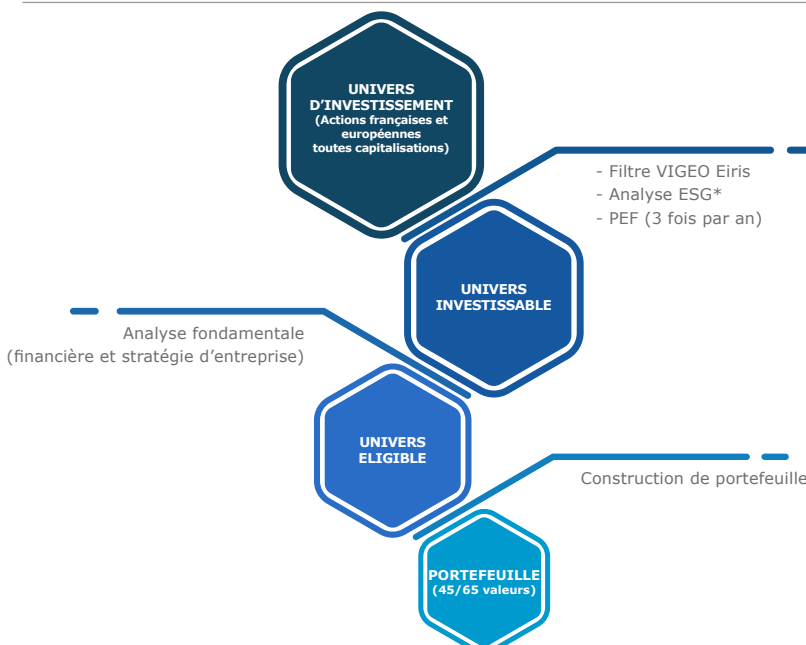 UNIVERS
D’INVESTISSEMENT
(Actions françaises et
européennes
toutes capitalisations)
- Filtre VIGEO Eiris
- Analyse ESG*
- PEF (3 fois par an)
UNIVERS
INVESTISSABLE
Analyse fondamentale
(financière et stratégie d’entreprise)
UNIVERS
ELIGIBLE
Construction de portefeuille
PORTEFEUILLE
(45/65 valeurs)